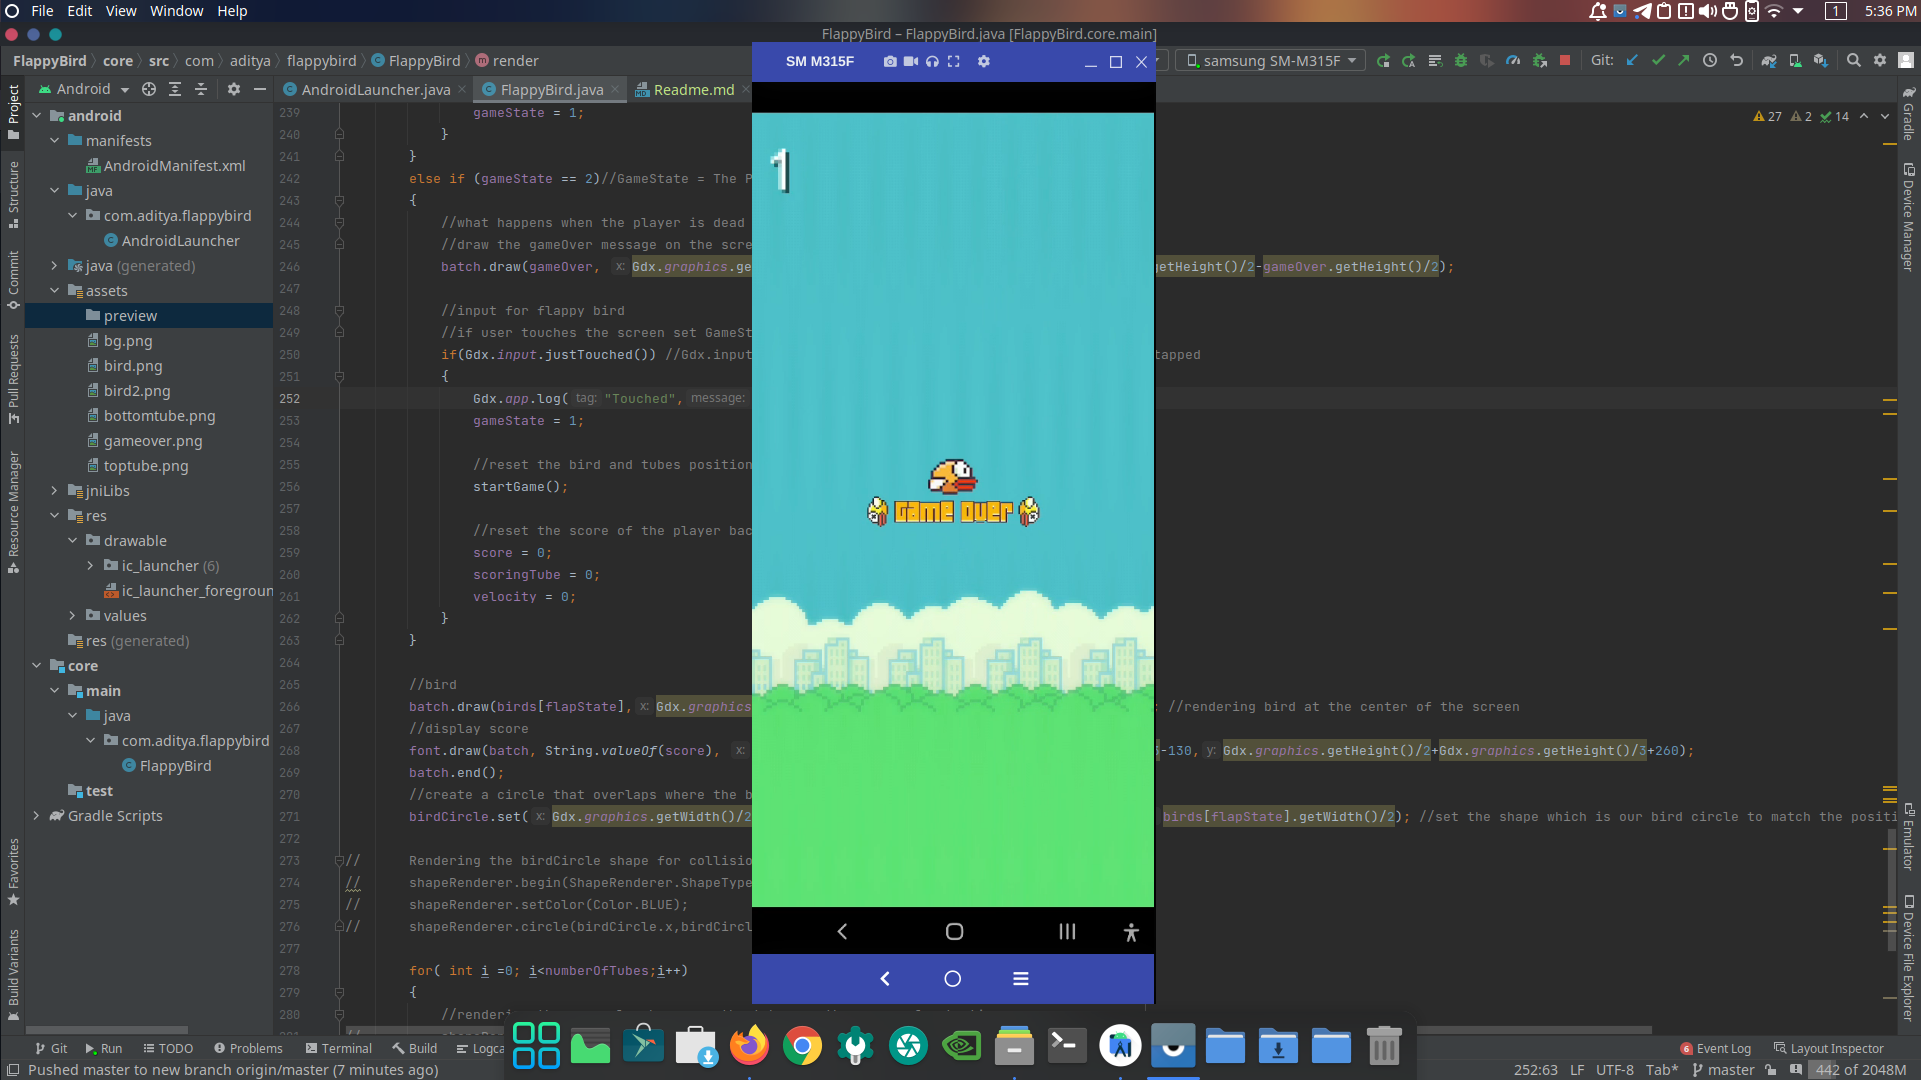 File Edit View Window Help
1 5:36 PM
FlappyBird – FlappyBird.java [FlappyBird.core.main]
FlappyBird core src com aditya flappybird FlappyBird render
samsung SM-M315F Git:
SM M315F
Android
AndroidLauncher.java FlappyBird.java Readme.md
27 2 14
Project
Structure
Commit
Pull Requests
Resource Manager
Favorites
Build Variants
android
manifests
AndroidManifest.xml
java
com.aditya.flappybird
AndroidLauncher
java (generated)
assets
preview
bg.png
bird.png
bird2.png
bottomtube.png
gameover.png
toptube.png
jniLibs
res
drawable
ic_launcher (6)
ic_launcher_foregroun
values
res (generated)
core
main
java
com.aditya.flappybird
FlappyBird
test
Gradle Scripts
239 gameState = 1;
240 }
241 }
242 else if (gameState == 2)//GameState = The P
243 {
244 //what happens when the player is dead
245 //draw the gameOver message on the scre
246 batch.draw(gameOver, x: Gdx.graphics.ge getHeight()/2-gameOver.getHeight()/2);
247
248 //input for flappy bird
249 //if user touches the screen set GameSt
250 if(Gdx.input.justTouched()) //Gdx.input tapped
251 {
252 Gdx.app.log( tag: "Touched", message:
253 gameState = 1;
254
255 //reset the bird and tubes position
256 startGame();
257
258 //reset the score of the player bac
259 score = 0;
260 scoringTube = 0;
261 velocity = 0;
262 }
263 }
264
265 //bird
266 batch.draw(birds[flapState], x: Gdx.graphics ; //rendering bird at the center of the screen
267 //display score
268 font.draw(batch, String.valueOf(score), x: -130, y: Gdx.graphics.getHeight()/2+Gdx.graphics.getHeight()/3+260);
269 batch.end();
270 //create a circle that overlaps where the b
271 birdCircle.set( x: Gdx.graphics.getWidth()/2 birds[flapState].getWidth()/2); //set the shape which is our bird circle to match the positi
272
273 // Rendering the birdCircle shape for collisio
274 // shapeRenderer.begin(ShapeRenderer.ShapeType
275 // shapeRenderer.setColor(Color.BLUE);
276 // shapeRenderer.circle(birdCircle.x,birdCircl
277
278 for( int i =0; i<numberOfTubes;i++)
279 {
280
1
Game Over
Gradle
Device Manager
Emulator
Device File Explorer
Git Run TODO Problems Terminal Build Logca
6 Event Log Layout Inspector
Pushed master to new branch origin/master (7 minutes ago)
252:63 LF UTF-8 Tab* master 442 of 2048M